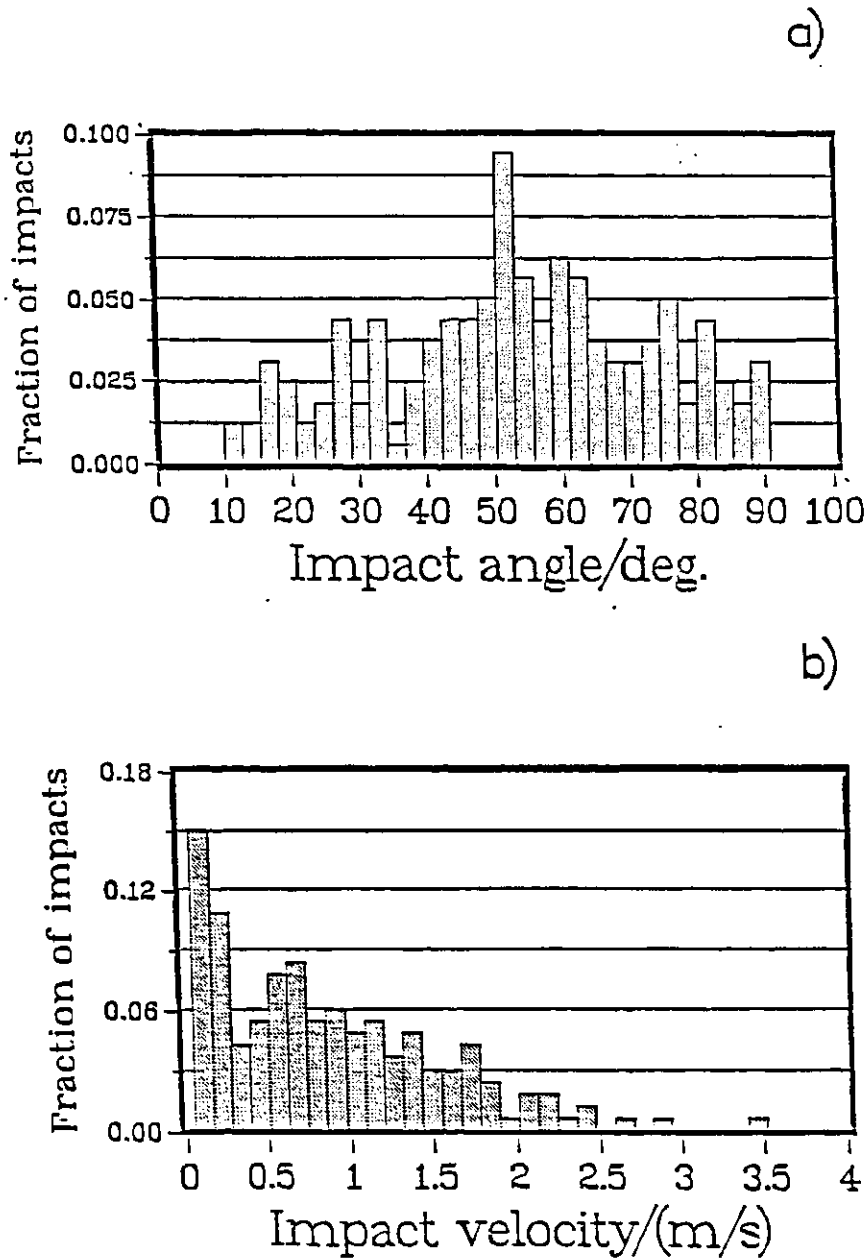 a)
Fraction of impacts
0.100
0.075
0.050
0.025
0.000
0 10 20 30 40 50 60 70 80 90 100
Impact angle/deg.
b)
Fraction of impacts
0.18
0.12
0.06
0.00
0 0.5 1 1.5 2 2.5 3 3.5 4
Impact velocity/(m/s)